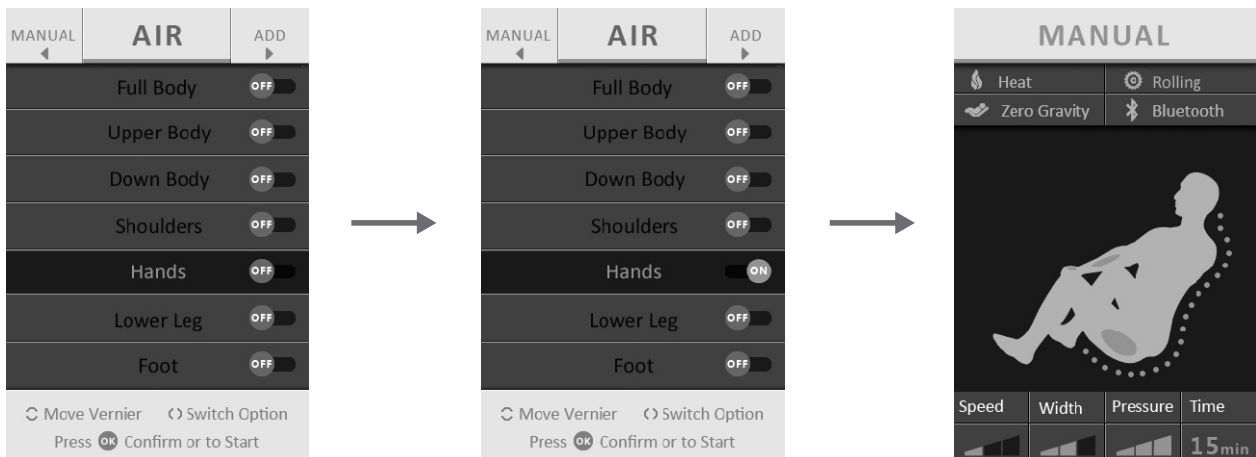 MANUAL AIR ADD
Full Body OFF
Upper Body OFF
Down Body OFF
Shoulders OFF
Hands OFF
Lower Leg OFF
Foot OFF
Move Vernier Switch Option
Press OK Confirm or to Start
MANUAL AIR ADD
Full Body OFF
Upper Body OFF
Down Body OFF
Shoulders OFF
Hands ON
Lower Leg OFF
Foot OFF
Move Vernier Switch Option
Press OK Confirm or to Start
MANUAL
Heat Rolling
Zero Gravity Bluetooth
Speed Width Pressure Time
15min